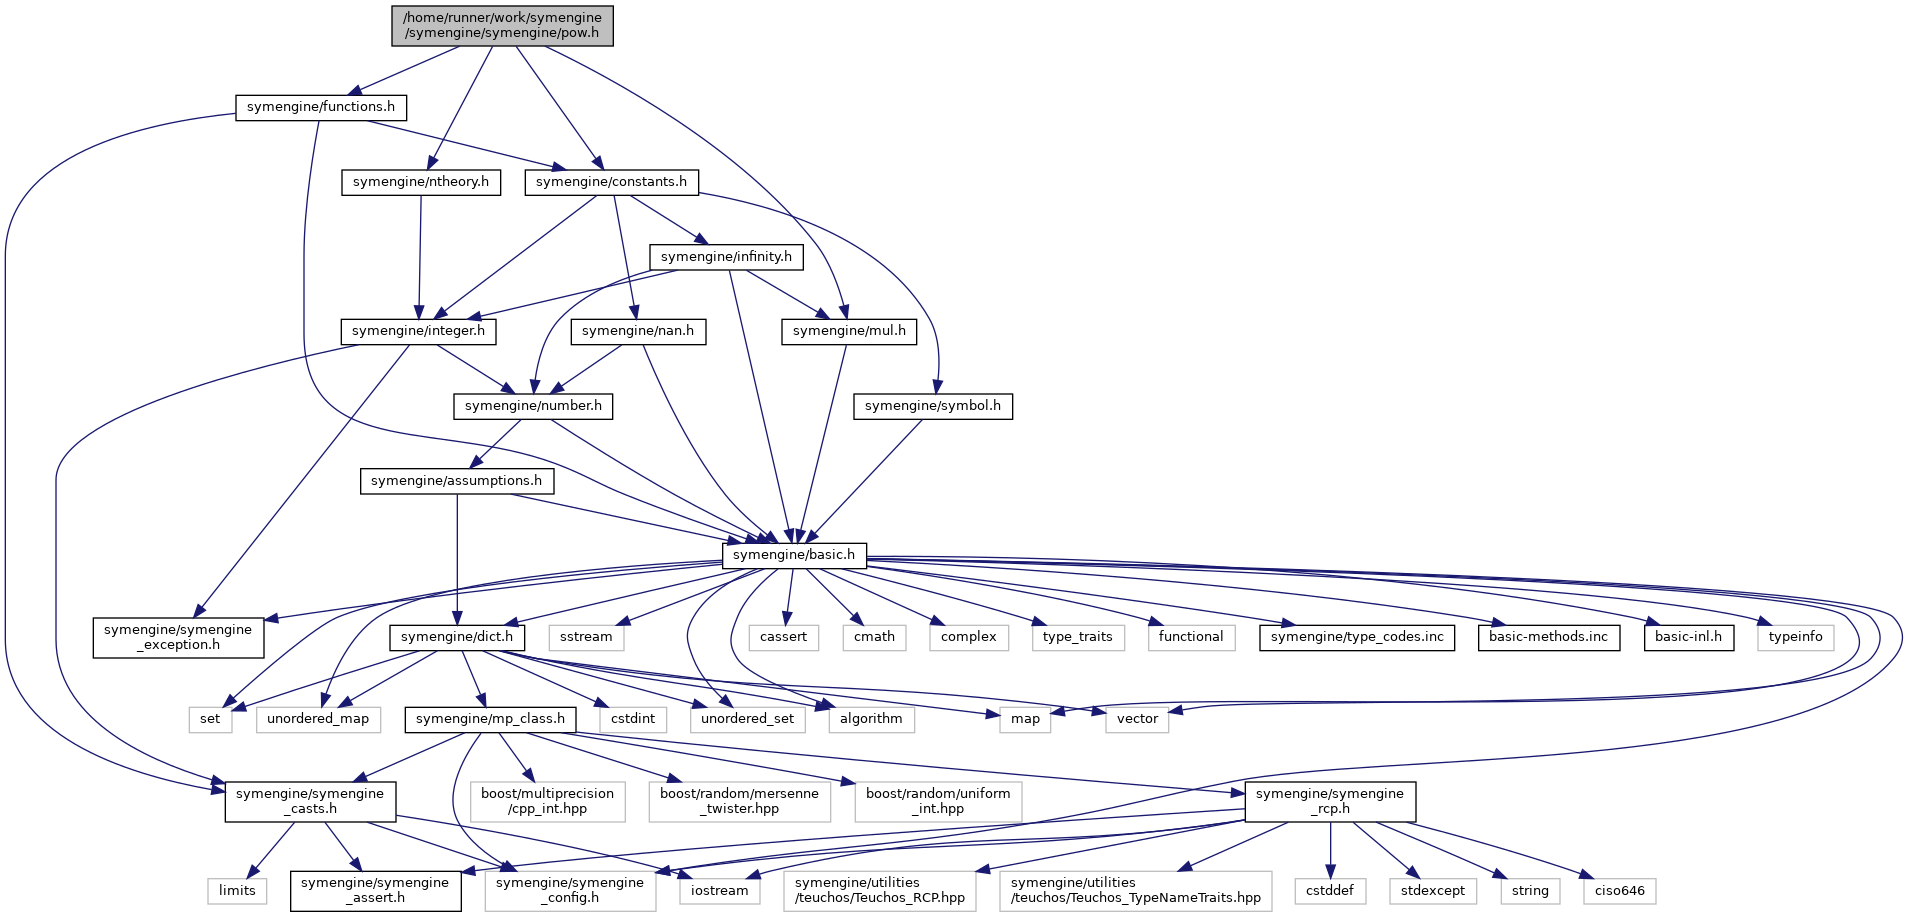 /home/runner/work/symengine
/symengine/symengine/pow.h
symengine/functions.h
symengine/ntheory.h
symengine/constants.h
symengine/infinity.h
symengine/integer.h
symengine/nan.h
symengine/mul.h
symengine/number.h
symengine/symbol.h
symengine/assumptions.h
symengine/basic.h
symengine/symengine
_exception.h
symengine/dict.h
sstream
cassert
cmath
complex
type_traits
functional
symengine/type_codes.inc
basic-methods.inc
basic-inl.h
typeinfo
set
unordered_map
symengine/mp_class.h
cstdint
unordered_set
algorithm
map
vector
symengine/symengine
_casts.h
boost/multiprecision
/cpp_int.hpp
boost/random/mersenne
_twister.hpp
boost/random/uniform
_int.hpp
symengine/symengine
_rcp.h
limits
symengine/symengine
_assert.h
symengine/symengine
_config.h
iostream
symengine/utilities
/teuchos/Teuchos_RCP.hpp
symengine/utilities
/teuchos/Teuchos_TypeNameTraits.hpp
cstddef
stdexcept
string
ciso646